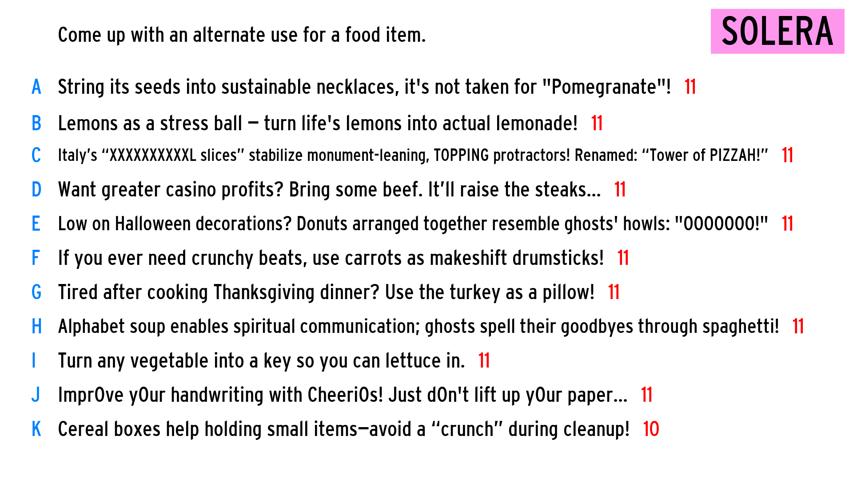 Come up with an alternate use for a food item.
SOLERA
A String its seeds into sustainable necklaces, it's not taken for "Pomegranate"! 11
B Lemons as a stress ball – turn life's lemons into actual lemonade! 11
C Italy's “XXXXXXXXXXL slices” stabilize monument-leaning, TOPPING protractors! Renamed: “Tower of PIZZAH!” 11
D Want greater casino profits? Bring some beef. It’ll raise the steaks... 11
E Low on Halloween decorations? Donuts arranged together resemble ghosts' howls: "OOOOOOO!" 11
F If you ever need crunchy beats, use carrots as makeshift drumsticks! 11
G Tired after cooking Thanksgiving dinner? Use the turkey as a pillow! 11
H Alphabet soup enables spiritual communication; ghosts spell their goodbyes through spaghetti! 11
I Turn any vegetable into a key so you can lettuce in. 11
J ImprOve yOur handwriting with CheeriOs! Just dOn't lift up yOur paper... 11
K Cereal boxes help holding small items—avoid a “crunch” during cleanup! 10